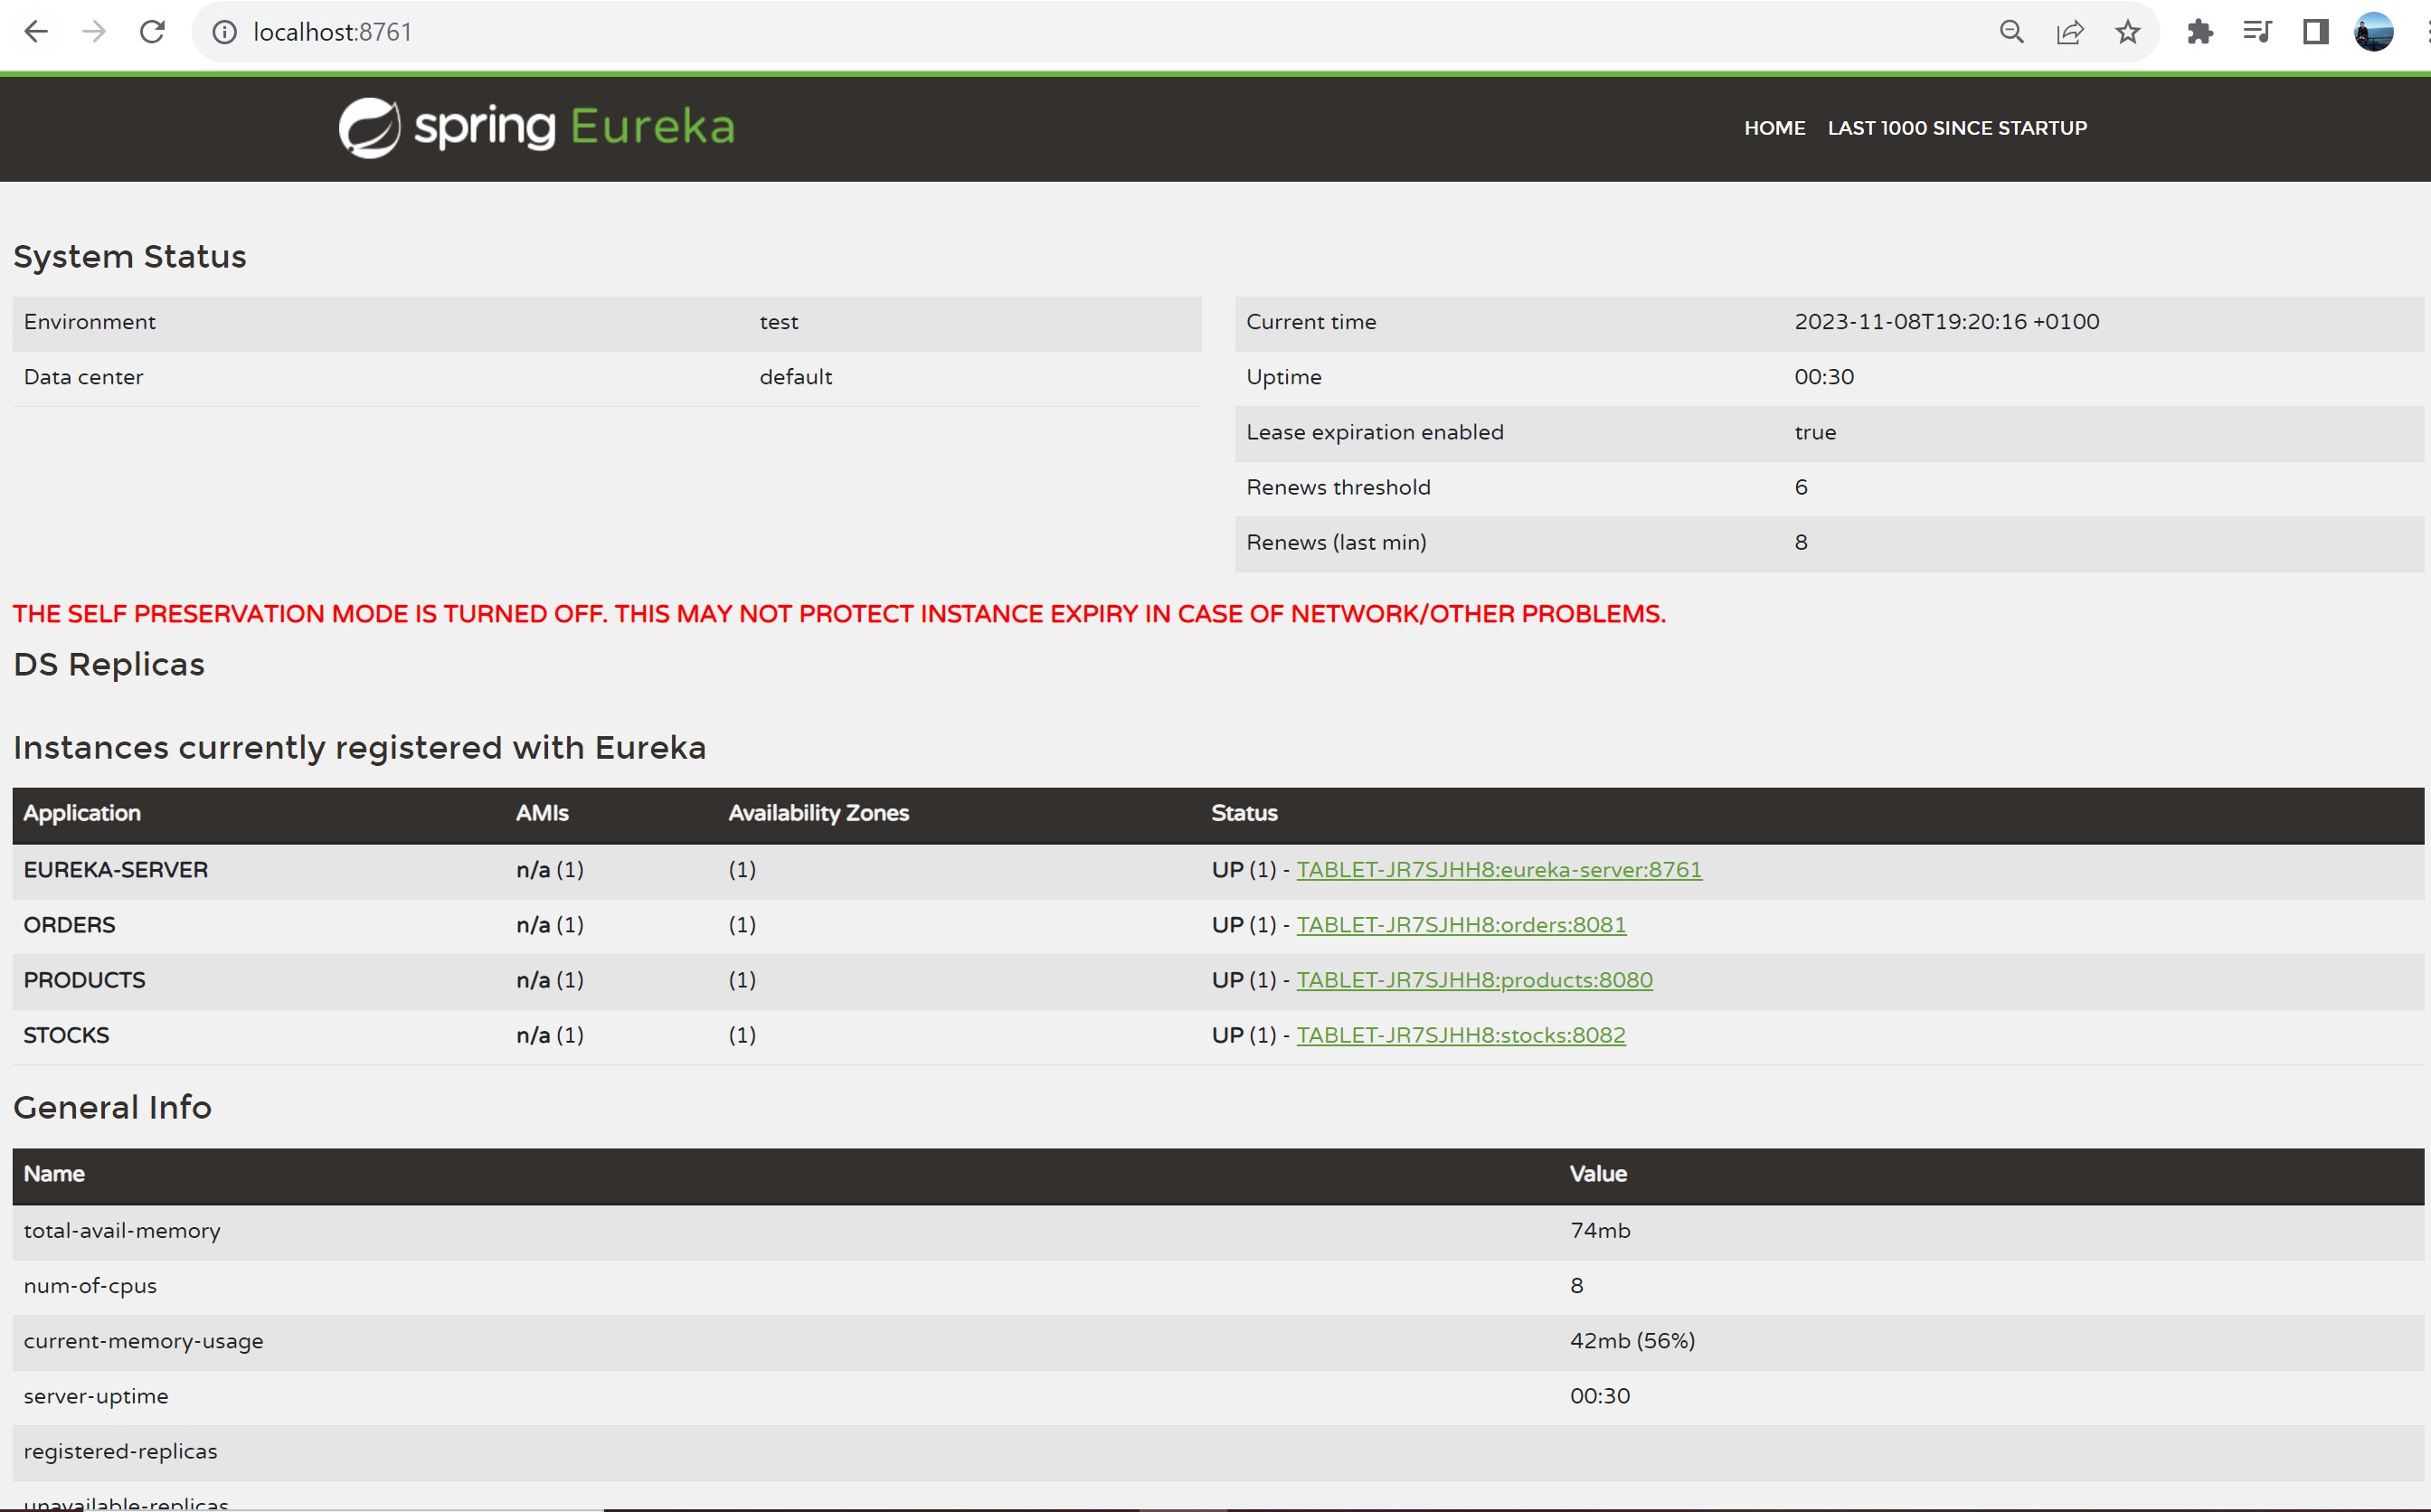 localhost:8761
spring Eureka
HOME LAST 1000 SINCE STARTUP
System Status
Environment test
Data center default
Current time 2023-11-08T19:20:16 +0100
Uptime 00:30
Lease expiration enabled true
Renews threshold 6
Renews (last min) 8
THE SELF PRESERVATION MODE IS TURNED OFF. THIS MAY NOT PROTECT INSTANCE EXPIRY IN CASE OF NETWORK/OTHER PROBLEMS.
DS Replicas
Instances currently registered with Eureka
Application AMIs Availability Zones Status
EUREKA-SERVER n/a (1) (1) UP (1) - TABLET-JR7SJHH8:eureka-server:8761
ORDERS n/a (1) (1) UP (1) - TABLET-JR7SJHH8:orders:8081
PRODUCTS n/a (1) (1) UP (1) - TABLET-JR7SJHH8:products:8080
STOCKS n/a (1) (1) UP (1) - TABLET-JR7SJHH8:stocks:8082
General Info
Name Value
total-avail-memory 74mb
num-of-cpus 8
current-memory-usage 42mb (56%)
server-uptime 00:30
registered-replicas
unavailable-replicas